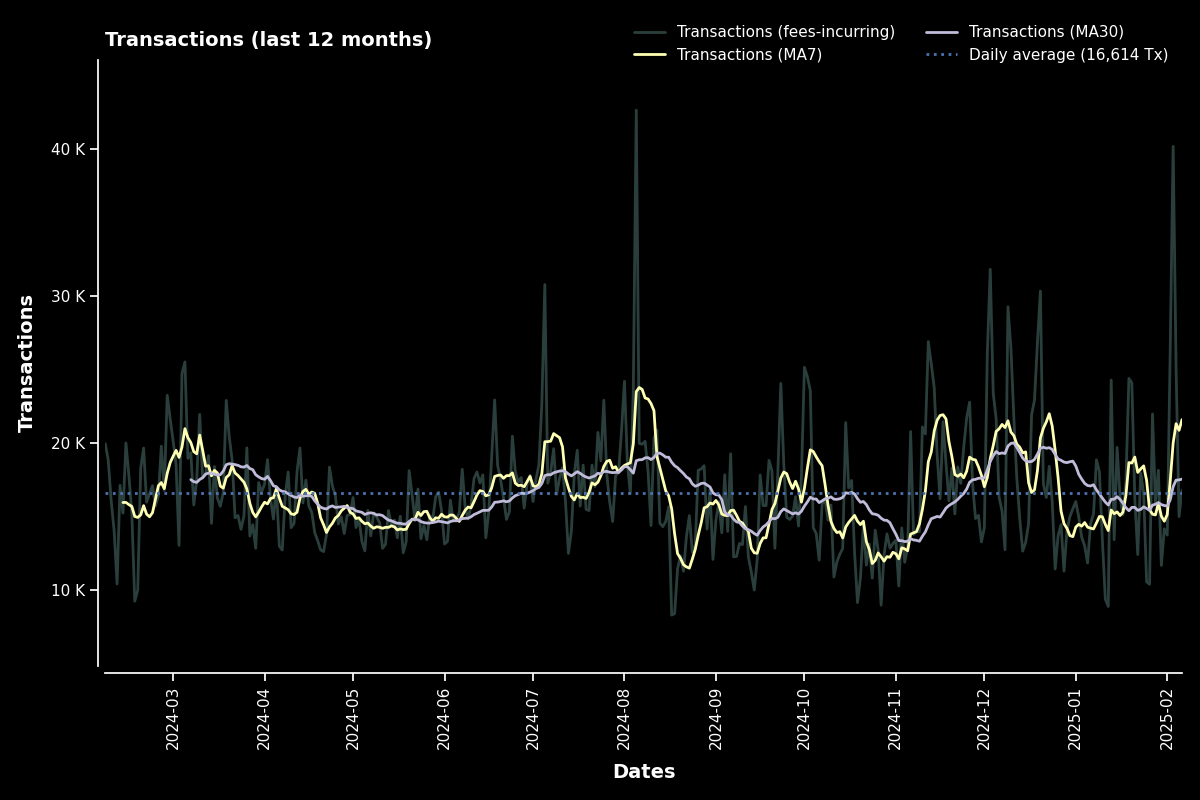 Transactions (last 12 months)
Transactions (fees-incurring)
Transactions (MA7)
Transactions (MA30)
Daily average (16,614 Tx)
Transactions
40 K
30 K
20 K
10 K
2024-03
2024-04
2024-05
2024-06
2024-07
2024-08
2024-09
2024-10
2024-11
2024-12
2025-01
2025-02
Dates